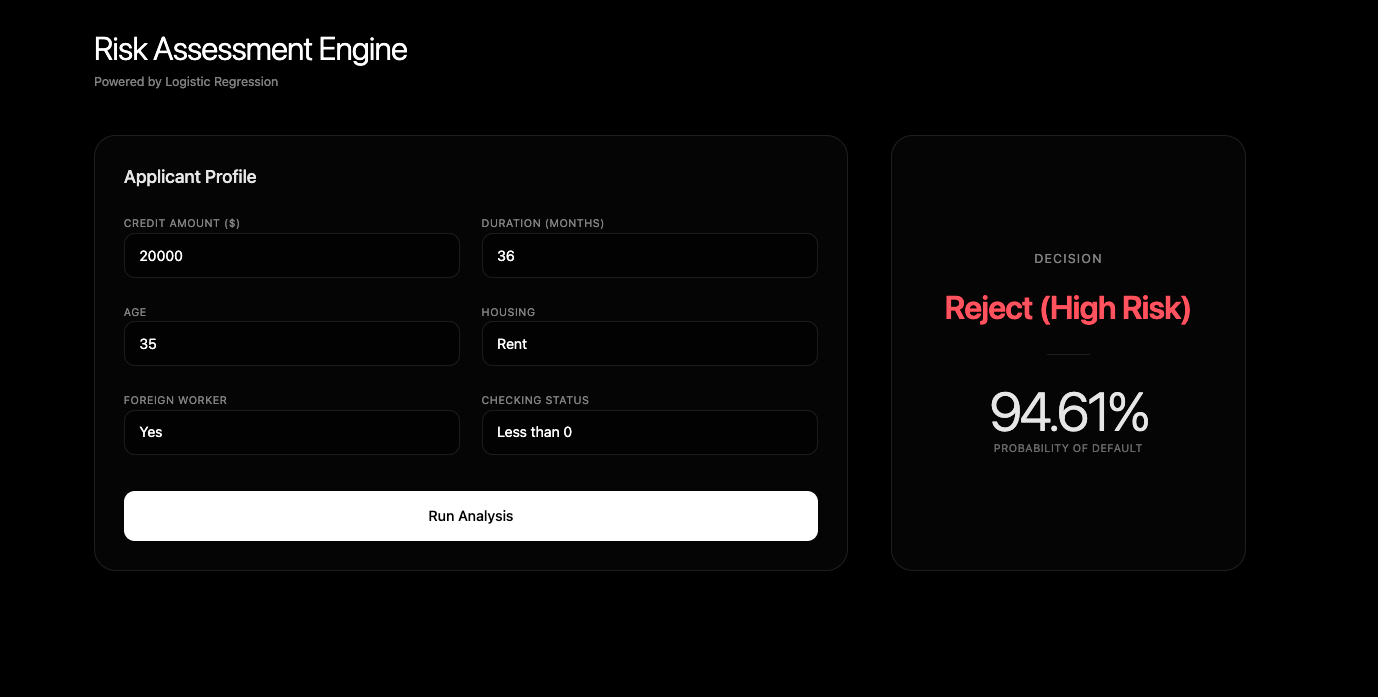 Risk Assessment Engine
Powered by Logistic Regression
Applicant Profile
CREDIT AMOUNT ($)
20000
DURATION (MONTHS)
36
AGE
35
HOUSING
Rent
FOREIGN WORKER
Yes
CHECKING STATUS
Less than 0
Run Analysis
DECISION
Reject (High Risk)
94.61%
PROBABILITY OF DEFAULT